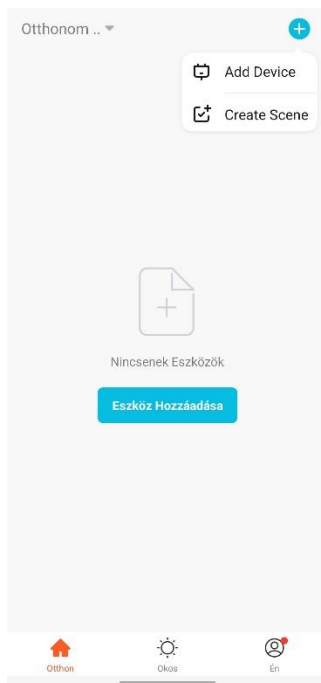 Otthonom ..
Add Device
Create Scene
Nincsenek Eszközök
Eszköz Hozzáadása
Otthon
Okos
Én